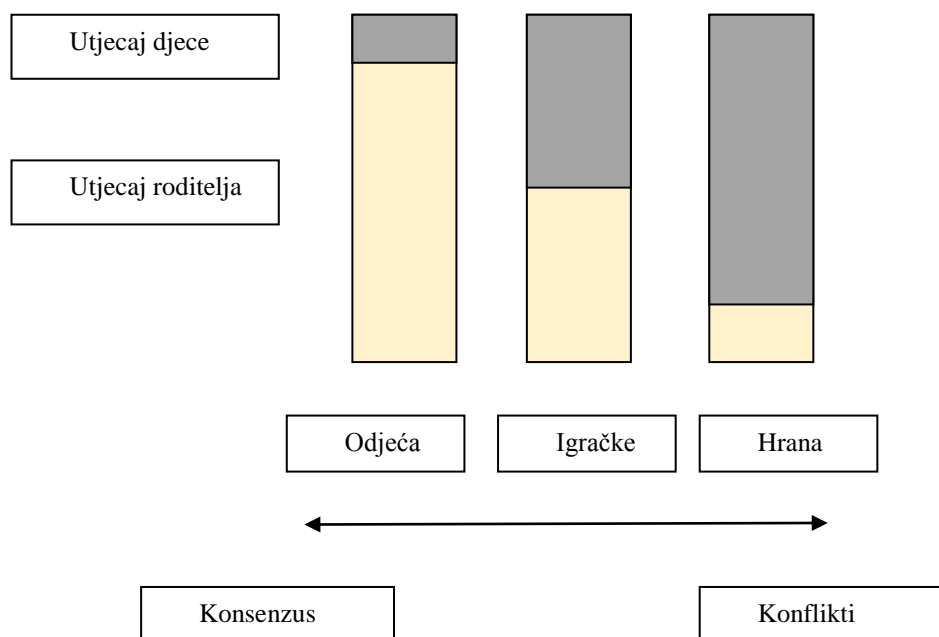 Utjecaj djece
Utjecaj roditelja
Odjeća
Igračke
Hrana
Konsenzus
Konflikti